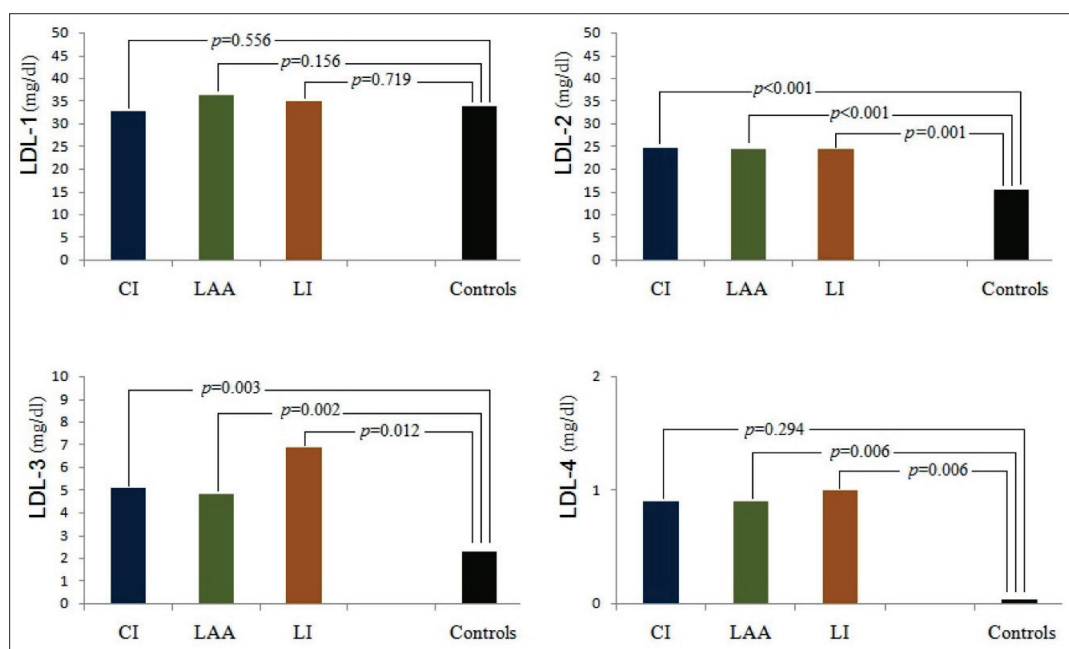 50
45
40
35
30
25
20
15
10
5
0
LDL-1 (mg/dl)
p=0.556
p=0.156
p=0.719
CI LAA LI Controls
50
45
40
35
30
25
20
15
10
5
0
LDL-2 (mg/dl)
p<0.001
p<0.001
p=0.001
CI LAA LI Controls
10
9
8
7
6
5
4
3
2
1
0
LDL-3 (mg/dl)
p=0.003
p=0.002
p=0.012
CI LAA LI Controls
2
1
0
LDL-4 (mg/dl)
p=0.294
p=0.006
p=0.006
CI LAA LI Controls